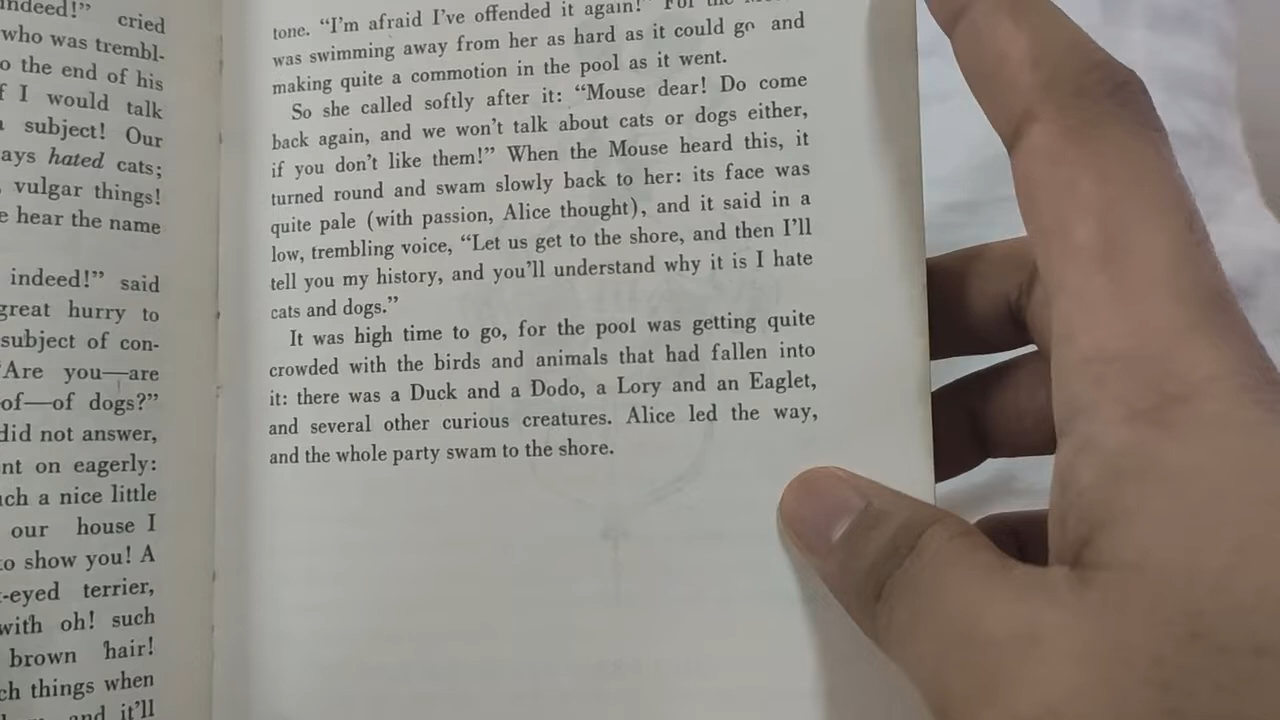 indeed!” cried
who was trembl-
o the end of his
f I would talk
subject! Our
ays hated cats;
vulgar things!
e hear the name
indeed!” said
great hurry to
subject of con-
“Are you—are
of—of dogs?”
did not answer,
nt on eagerly:
uch a nice little
our house I
to show you! A
-eyed terrier,
with oh! such
brown hair!
ch things when
and it’ll
tone. “I’m afraid I’ve offended it again!” For the
was swimming away from her as hard as it could go and
making quite a commotion in the pool as it went.
So she called softly after it: “Mouse dear! Do come
back again, and we won’t talk about cats or dogs either,
if you don’t like them!” When the Mouse heard this, it
turned round and swam slowly back to her: its face was
quite pale (with passion, Alice thought), and it said in a
low, trembling voice, “Let us get to the shore, and then I’ll
tell you my history, and you’ll understand why it is I hate
cats and dogs.”
It was high time to go, for the pool was getting quite
crowded with the birds and animals that had fallen into
it: there was a Duck and a Dodo, a Lory and an Eaglet,
and several other curious creatures. Alice led the way,
and the whole party swam to the shore.